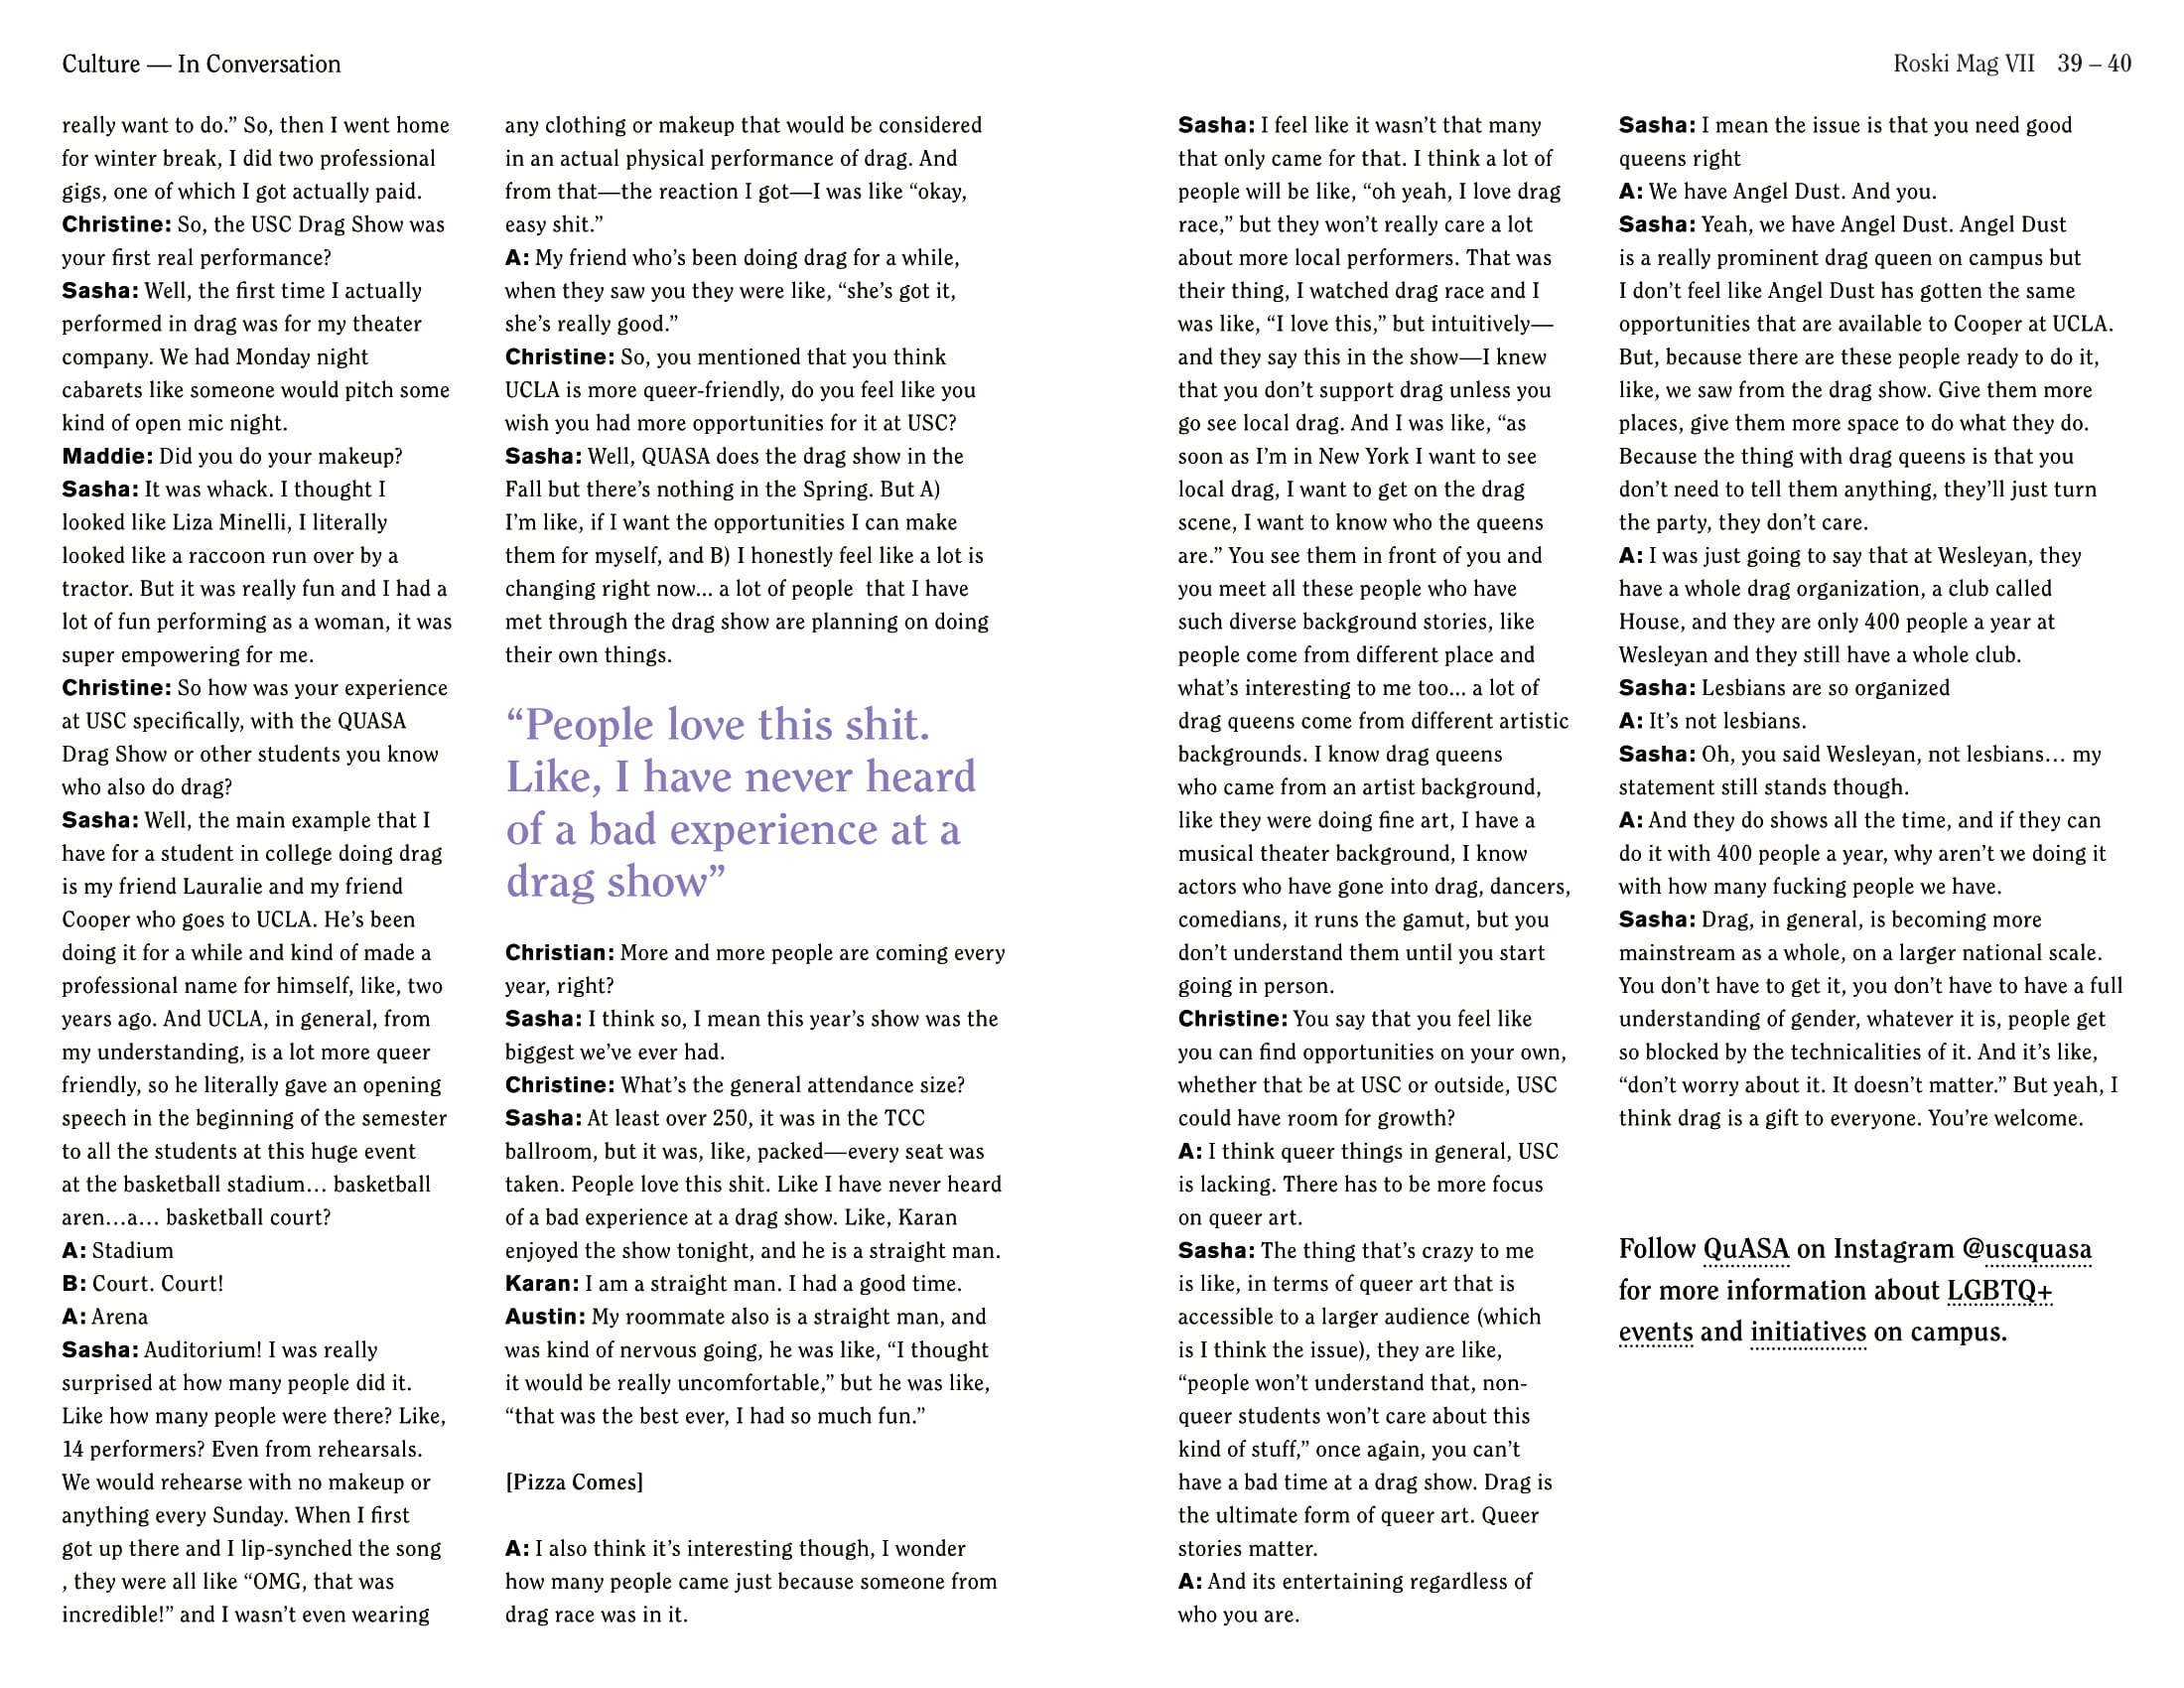 Culture — In Conversation
Roski Mag VII 39 – 40
really want to do.” So, then I went home
for winter break, I did two professional
gigs, one of which I got actually paid.
Christine: So, the USC Drag Show was
your first real performance?
Sasha: Well, the first time I actually
performed in drag was for my theater
company. We had Monday night
cabarets like someone would pitch some
kind of open mic night.
Maddie: Did you do your makeup?
Sasha: It was whack. I thought I
looked like Liza Minelli, I literally
looked like a raccoon run over by a
tractor. But it was really fun and I had a
lot of fun performing as a woman, it was
super empowering for me.
Christine: So how was your experience
at USC specifically, with the QUASA
Drag Show or other students you know
who also do drag?
Sasha: Well, the main example that I
have for a student in college doing drag
is my friend Lauralie and my friend
Cooper who goes to UCLA. He’s been
doing it for a while and kind of made a
professional name for himself, like, two
years ago. And UCLA, in general, from
my understanding, is a lot more queer
friendly, so he literally gave an opening
speech in the beginning of the semester
to all the students at this huge event
at the basketball stadium… basketball
aren…a… basketball court?
A: Stadium
B: Court. Court!
A: Arena
Sasha: Auditorium! I was really
surprised at how many people did it.
Like how many people were there? Like,
14 performers? Even from rehearsals.
We would rehearse with no makeup or
anything every Sunday. When I first
got up there and I lip-synched the song
, they were all like “OMG, that was
incredible!” and I wasn’t even wearing
any clothing or makeup that would be considered
in an actual physical performance of drag. And
from that—the reaction I got—I was like “okay,
easy shit.”
A: My friend who’s been doing drag for a while,
when they saw you they were like, “she’s got it,
she’s really good.”
Christine: So, you mentioned that you think
UCLA is more queer-friendly, do you feel like you
wish you had more opportunities for it at USC?
Sasha: Well, QUASA does the drag show in the
Fall but there’s nothing in the Spring. But A)
I’m like, if I want the opportunities I can make
them for myself, and B) I honestly feel like a lot is
changing right now... a lot of people  that I have
met through the drag show are planning on doing
their own things.
“People love this shit.
Like, I have never heard
of a bad experience at a
drag show”
Christian: More and more people are coming every
year, right?
Sasha: I think so, I mean this year’s show was the
biggest we’ve ever had.
Christine: What’s the general attendance size?
Sasha: At least over 250, it was in the TCC
ballroom, but it was, like, packed—every seat was
taken. People love this shit. Like I have never heard
of a bad experience at a drag show. Like, Karan
enjoyed the show tonight, and he is a straight man.
Karan: I am a straight man. I had a good time.
Austin: My roommate also is a straight man, and
was kind of nervous going, he was like, “I thought
it would be really uncomfortable,” but he was like,
“that was the best ever, I had so much fun.”
[Pizza Comes]
A: I also think it’s interesting though, I wonder
how many people came just because someone from
drag race was in it.
Sasha: I feel like it wasn’t that many
that only came for that. I think a lot of
people will be like, “oh yeah, I love drag
race,” but they won’t really care a lot
about more local performers. That was
their thing, I watched drag race and I
was like, “I love this,” but intuitively—
and they say this in the show—I knew
that you don’t support drag unless you
go see local drag. And I was like, “as
soon as I’m in New York I want to see
local drag, I want to get on the drag
scene, I want to know who the queens
are.” You see them in front of you and
you meet all these people who have
such diverse background stories, like
people come from different place and
what’s interesting to me too... a lot of
drag queens come from different artistic
backgrounds. I know drag queens
who came from an artist background,
like they were doing fine art, I have a
musical theater background, I know
actors who have gone into drag, dancers,
comedians, it runs the gamut, but you
don’t understand them until you start
going in person.
Christine: You say that you feel like
you can find opportunities on your own,
whether that be at USC or outside, USC
could have room for growth?
A: I think queer things in general, USC
is lacking. There has to be more focus
on queer art.
Sasha: The thing that’s crazy to me
is like, in terms of queer art that is
accessible to a larger audience (which
is I think the issue), they are like,
“people won’t understand that, non-
queer students won’t care about this
kind of stuff,” once again, you can’t
have a bad time at a drag show. Drag is
the ultimate form of queer art. Queer
stories matter.
A: And its entertaining regardless of
who you are.
Sasha: I mean the issue is that you need good
queens right
A: We have Angel Dust. And you.
Sasha: Yeah, we have Angel Dust. Angel Dust
is a really prominent drag queen on campus but
I don’t feel like Angel Dust has gotten the same
opportunities that are available to Cooper at UCLA.
But, because there are these people ready to do it,
like, we saw from the drag show. Give them more
places, give them more space to do what they do.
Because the thing with drag queens is that you
don’t need to tell them anything, they’ll just turn
the party, they don’t care.
A: I was just going to say that at Wesleyan, they
have a whole drag organization, a club called
House, and they are only 400 people a year at
Wesleyan and they still have a whole club.
Sasha: Lesbians are so organized
A: It’s not lesbians.
Sasha: Oh, you said Wesleyan, not lesbians… my
statement still stands though.
A: And they do shows all the time, and if they can
do it with 400 people a year, why aren’t we doing it
with how many fucking people we have.
Sasha: Drag, in general, is becoming more
mainstream as a whole, on a larger national scale.
You don’t have to get it, you don’t have to have a full
understanding of gender, whatever it is, people get
so blocked by the technicalities of it. And it’s like,
“don’t worry about it. It doesn’t matter.” But yeah, I
think drag is a gift to everyone. You’re welcome.
Follow QuASA on Instagram @uscquasa
for more information about LGBTQ+
events and initiatives on campus.